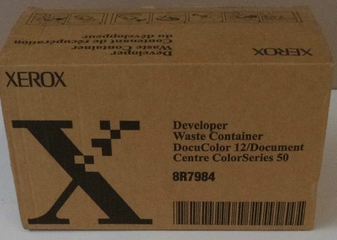 Developer
Waste Container
Contenant de récupération
du développeur
XEROX
XEROX
Developer
Waste Container
DocuColor 12/Document
Centre ColorSeries 50
8R7984